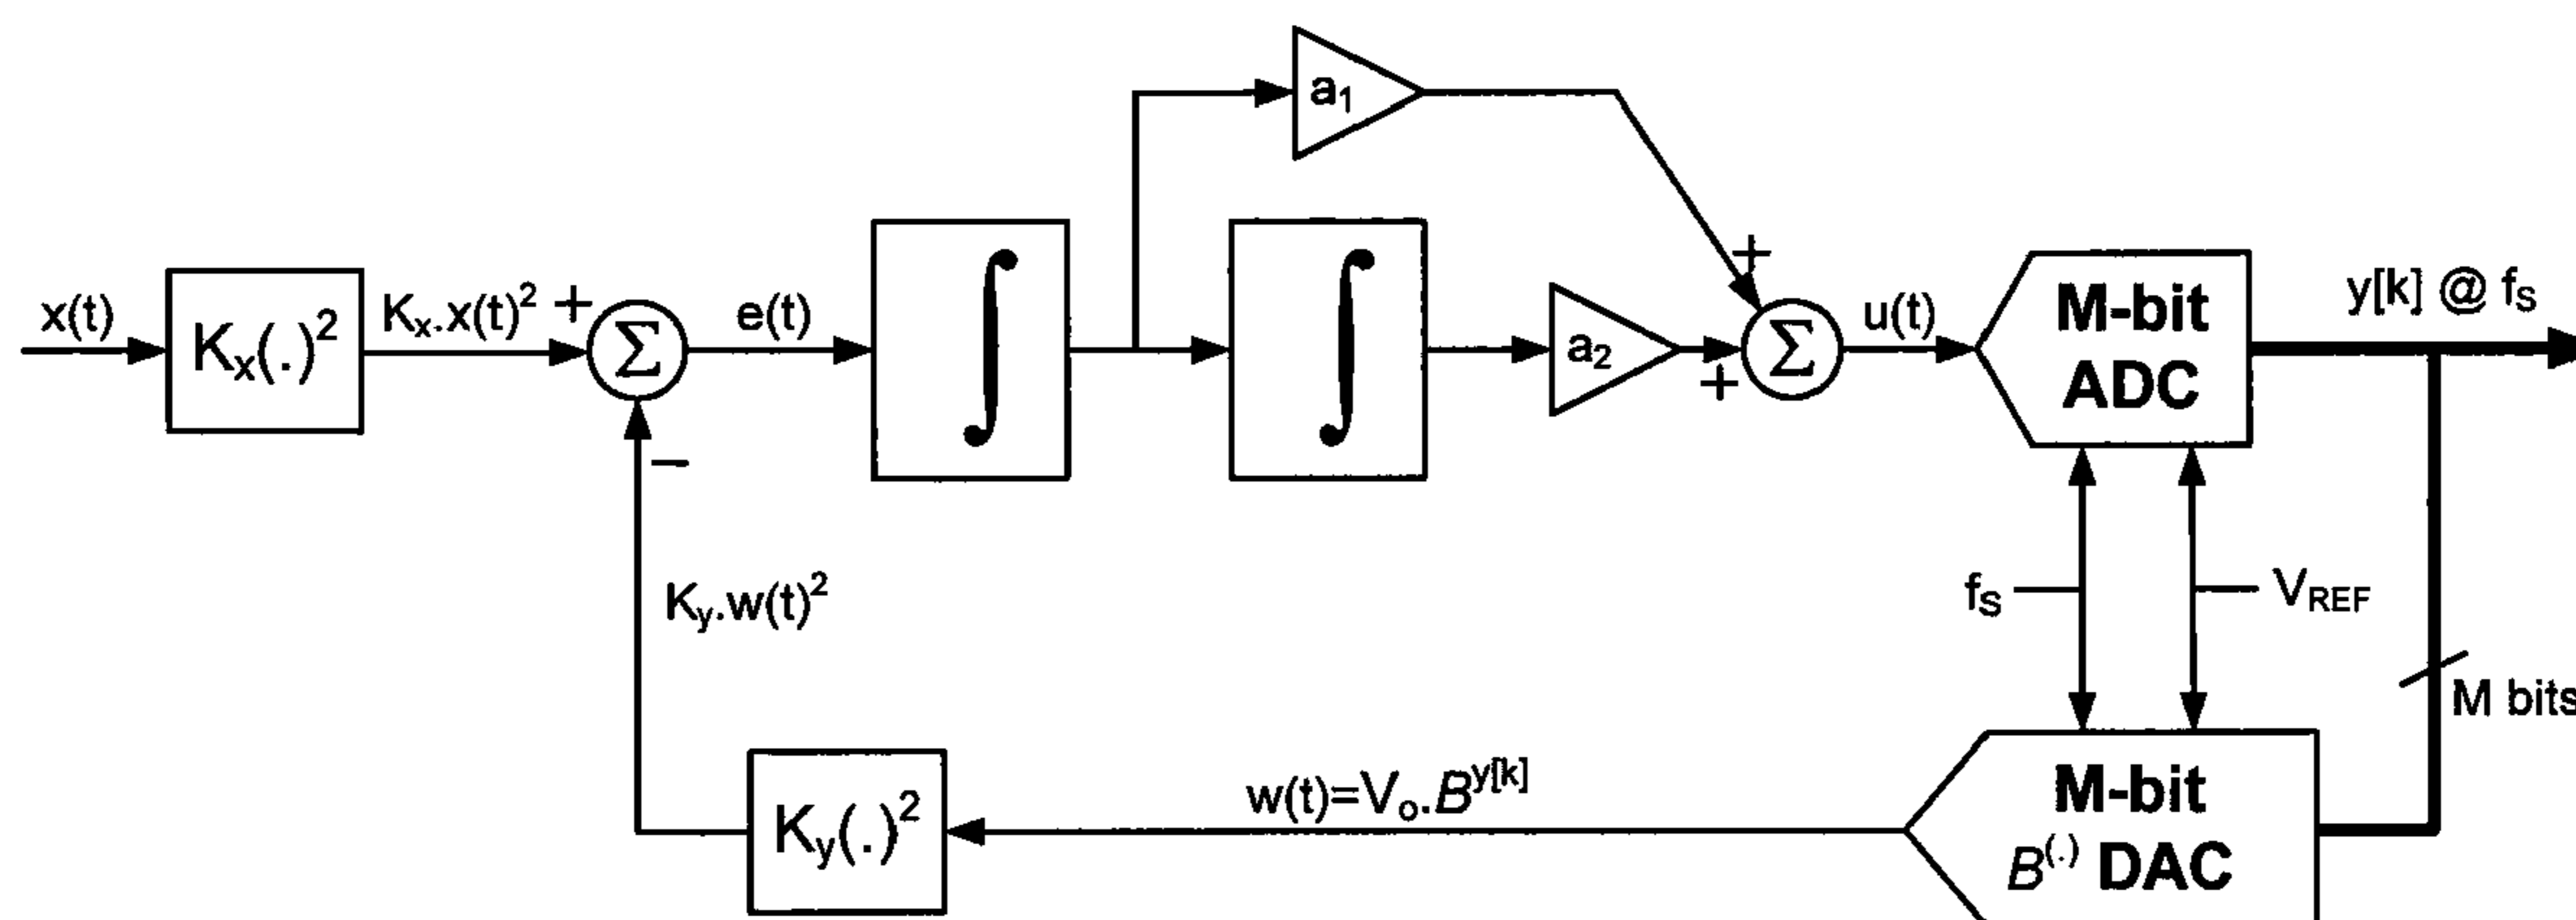 a₁
x(t)
Kₓ(.)²
Kₓ.x(t)²
+
Σ
−
e(t)
∫
∫
a₂
+
+
Σ
u(t)
M-bit
ADC
y[k] @ fS
fS
VREF
M bits
Ky.w(t)²
Ky(.)²
w(t)=Vₒ.B^y[k]
M-bit
B^(.) DAC